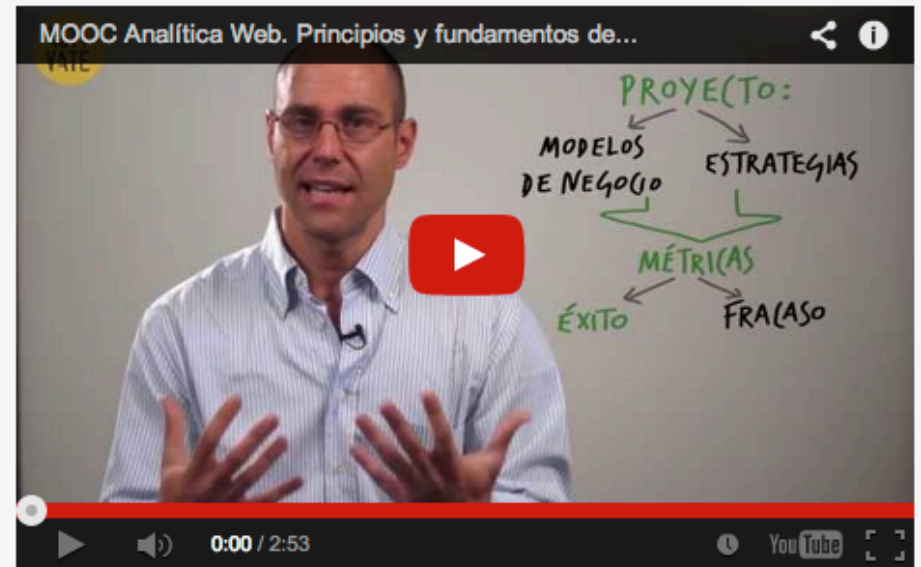 MOOC Analítica Web. Principios y fundamentos de...
VATE
PROYECTO:
MODELOS
DE NEGOCIO
ESTRATEGIAS
MÉTRICAS
ÉXITO
FRACASO
0:00 / 2:53
YouTube